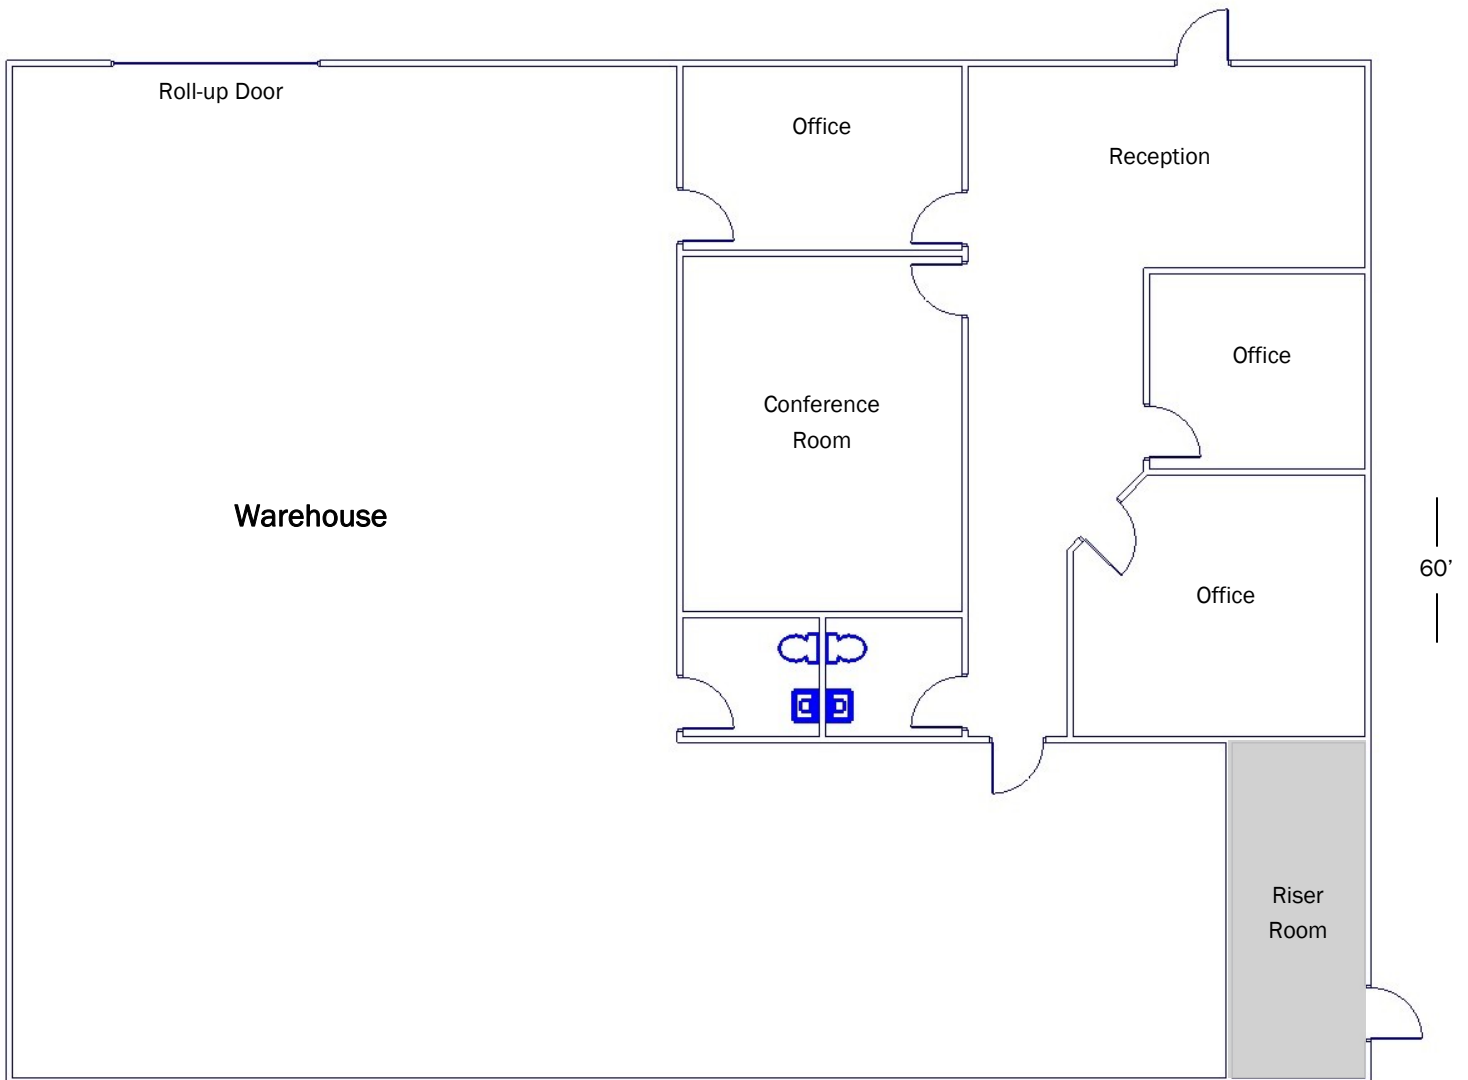 Roll-up Door
Office
Reception
Office
Conference
Room
Warehouse
60’
Office
Riser
Room